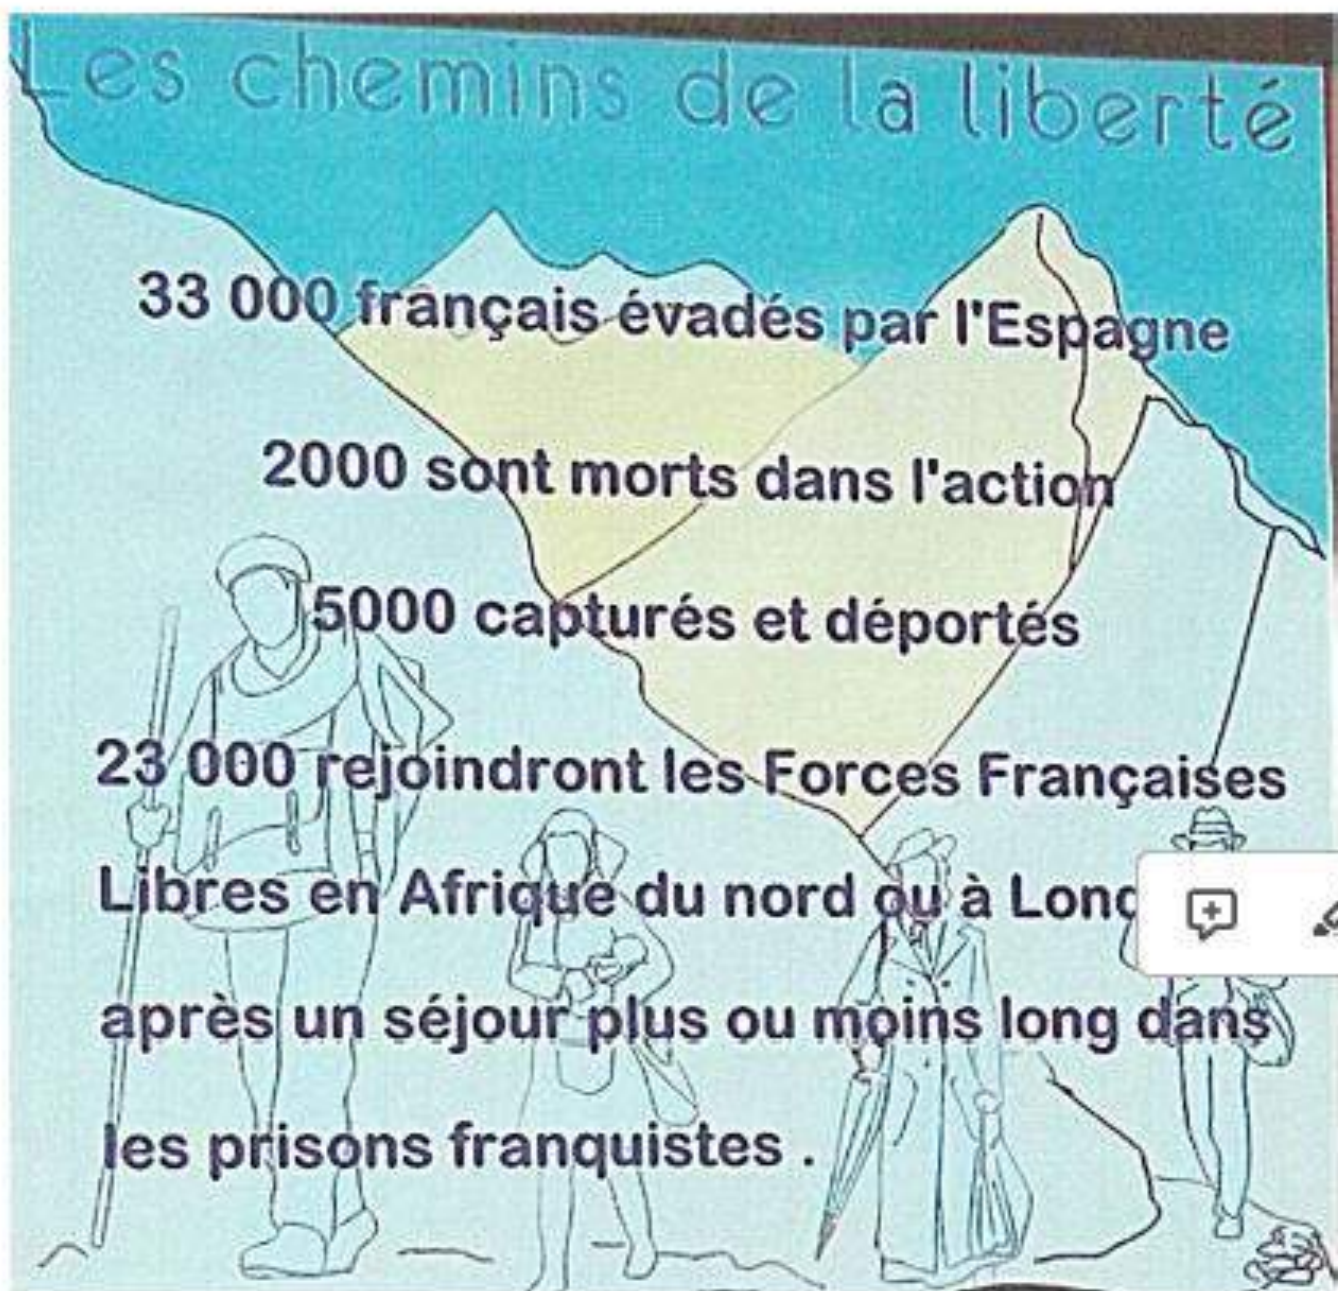 Les chemins de la liberté
33 000 français évadés par l'Espagne
2000 sont morts dans l'action
5000 capturés et déportés
23 000 rejoindront les Forces Françaises
Libres en Afrique du nord ou à
après un séjour plus ou moins long dans
les prisons franquistes .